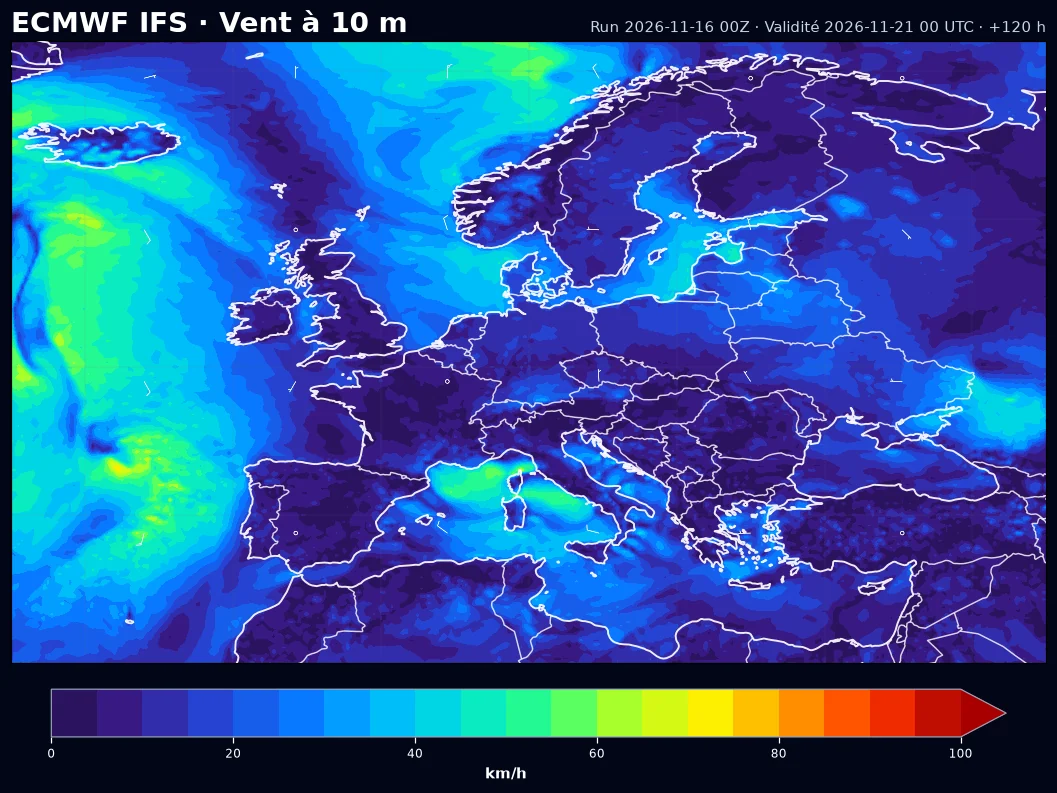 ECMWF IFS · Vent à 10 m
Run 2026-11-16 00Z · Validité 2026-11-21 00 UTC · +120 h
0 20 40 60 80 100
km/h